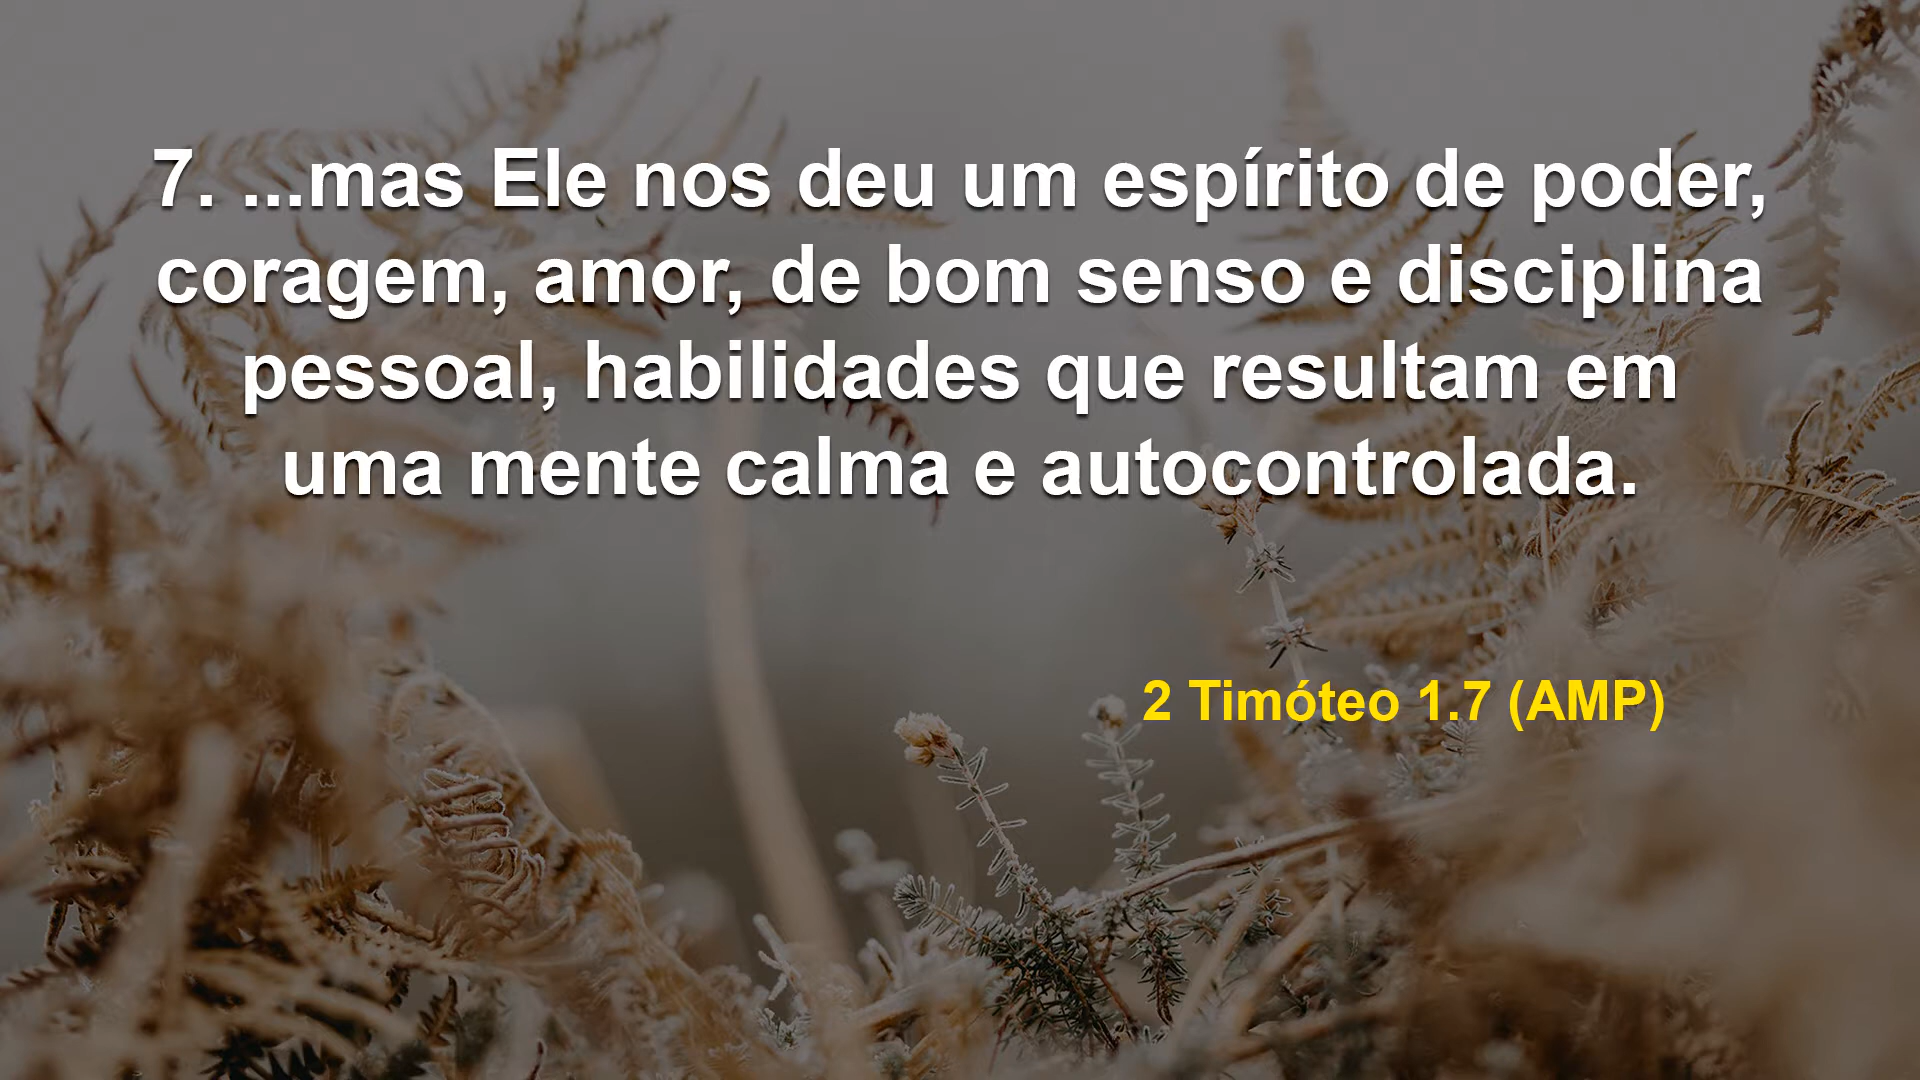 7. ...mas Ele nos deu um espírito de poder,
coragem, amor, de bom senso e disciplina
pessoal, habilidades que resultam em
uma mente calma e autocontrolada.
2 Timóteo 1.7 (AMP)